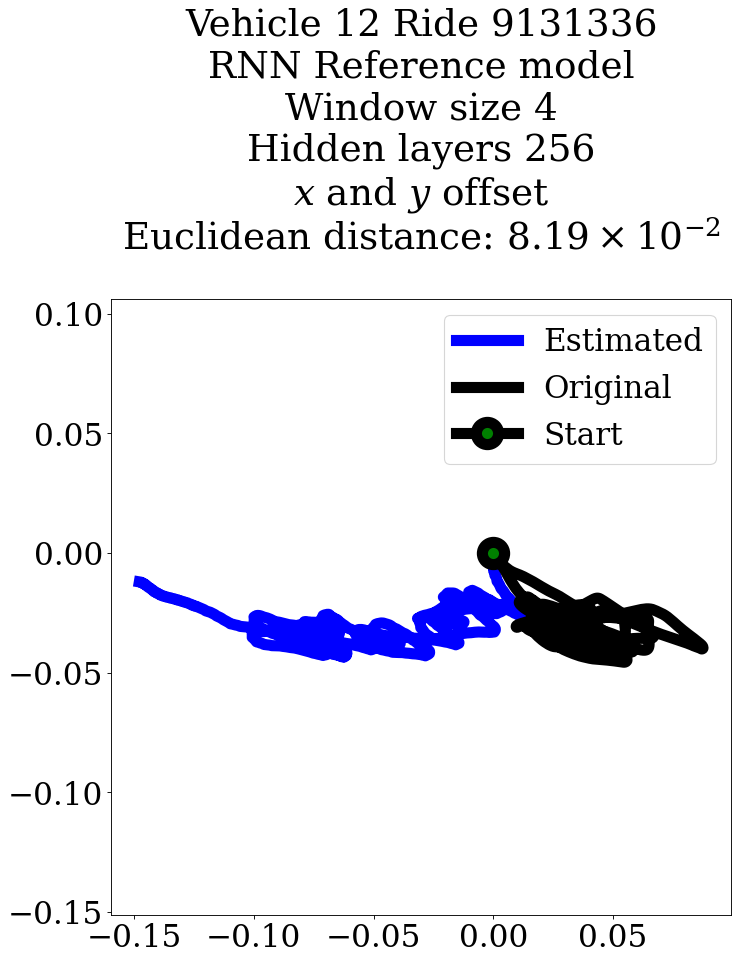 Vehicle 12 Ride 9131336
RNN Reference model
Window size 4
Hidden layers 256
x and y offset
Euclidean distance: 8.19 × 10⁻²
Estimated
Original
Start
0.10
0.05
0.00
−0.05
−0.10
−0.15
−0.15 −0.10 −0.05 0.00 0.05